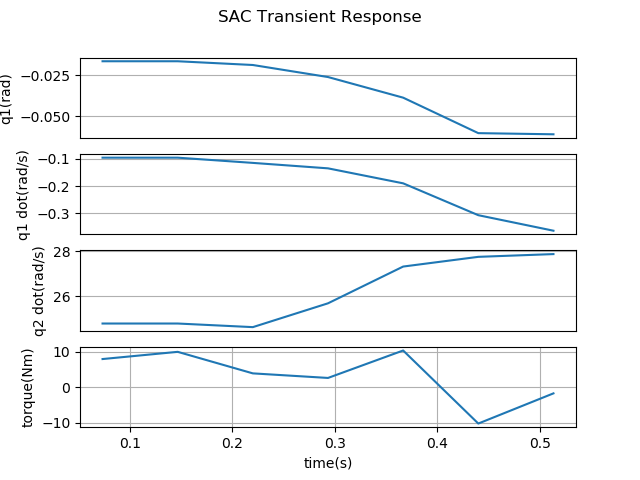 SAC Transient Response
q1(rad)
−0.025
−0.050
q1 dot(rad/s)
−0.1
−0.2
−0.3
q2 dot(rad/s)
28
26
torque(Nm)
10
0
−10
0.1 0.2 0.3 0.4 0.5
time(s)